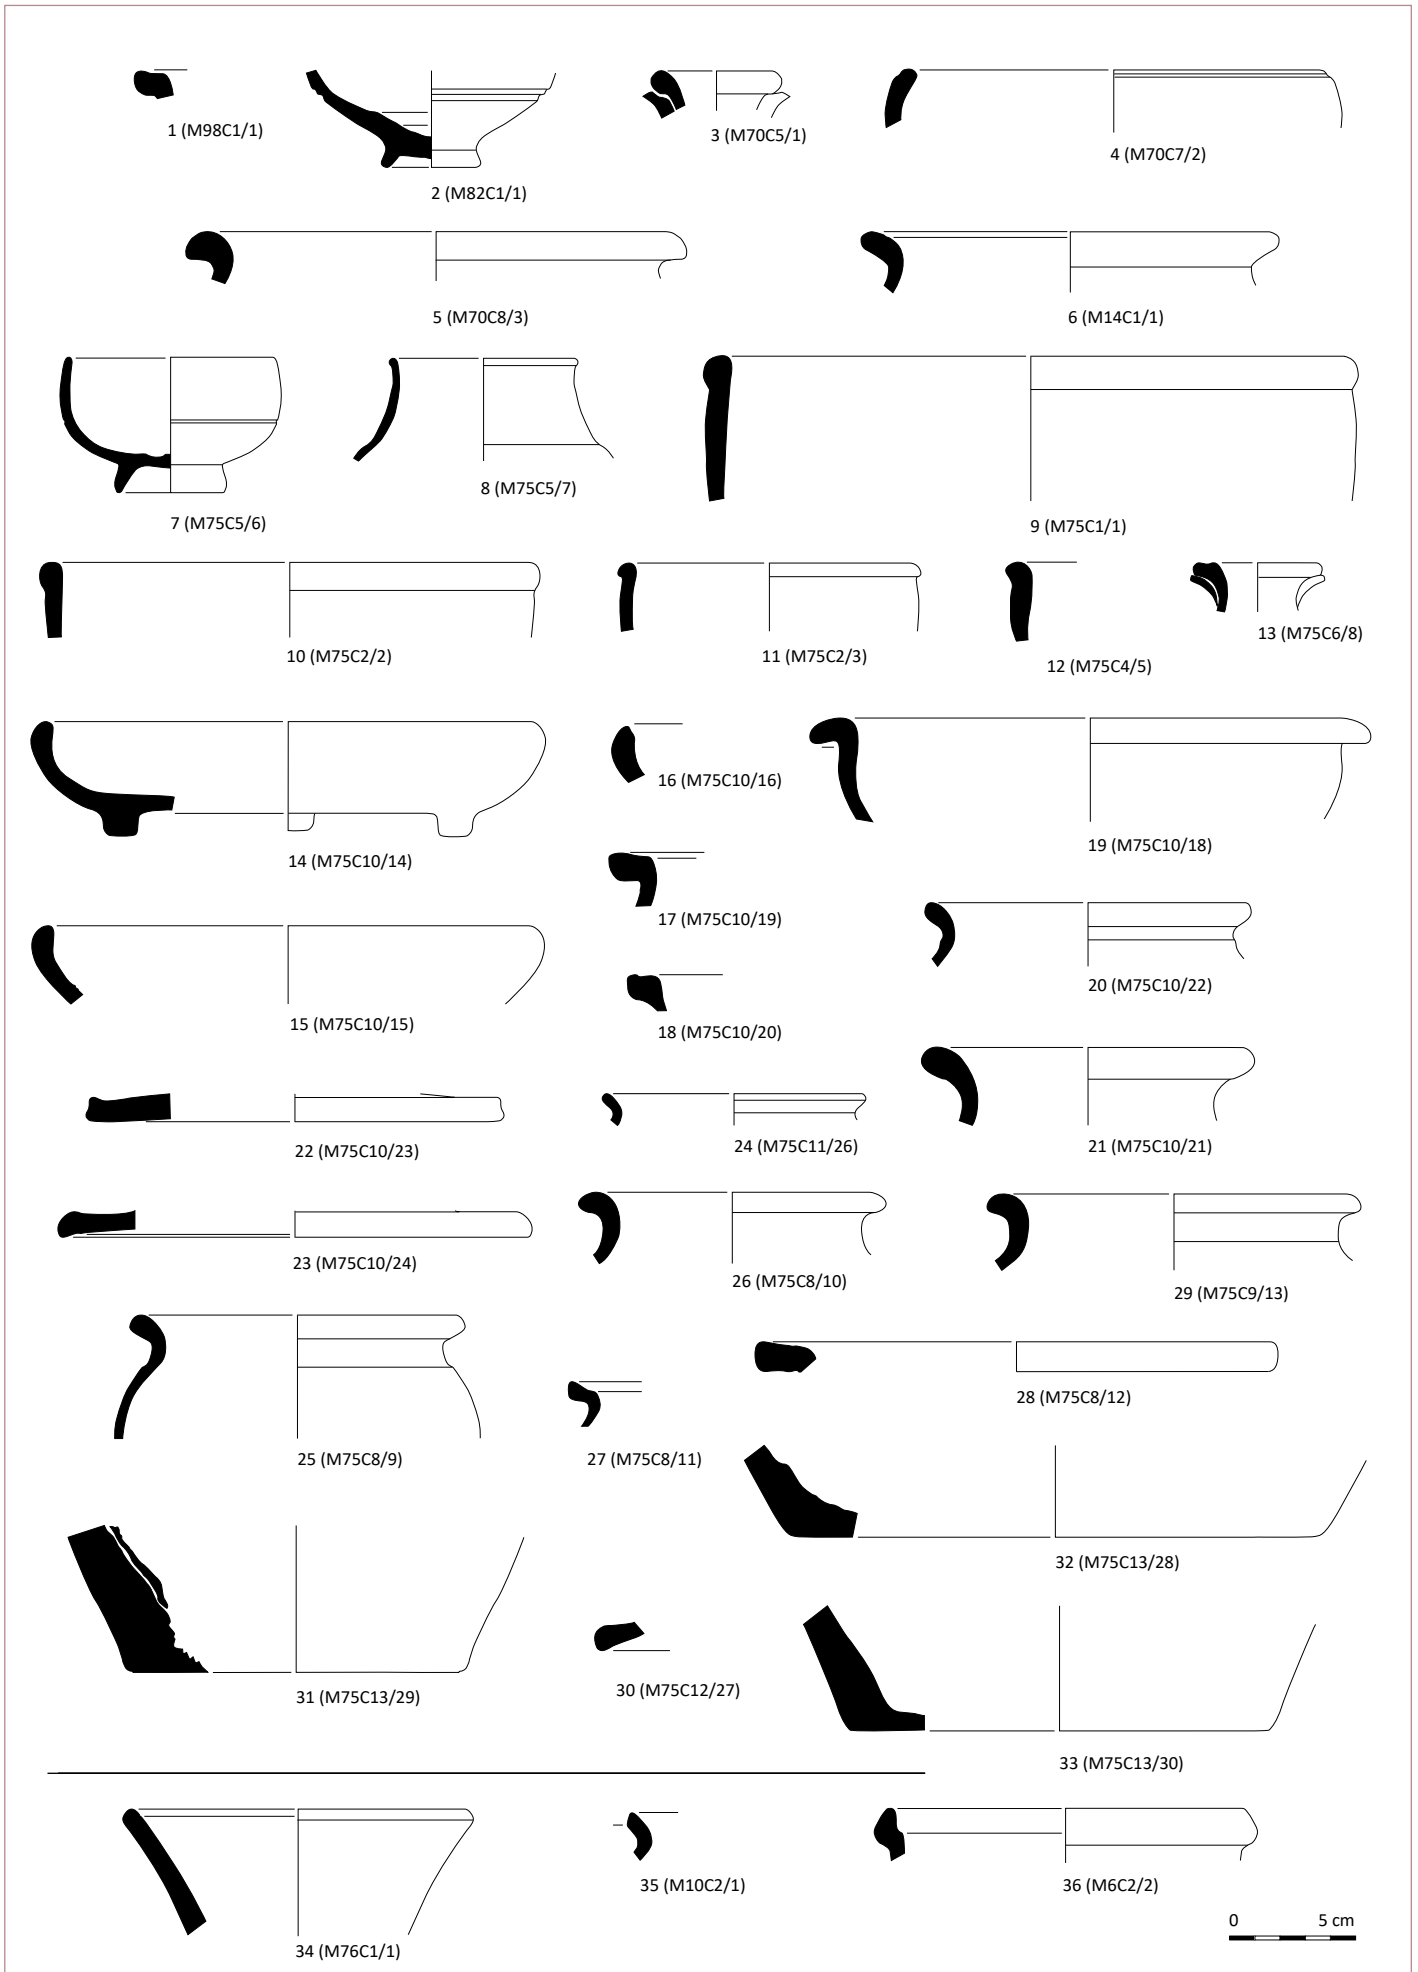 1 (M98C1/1)
2 (M82C1/1)
3 (M70C5/1)
4 (M70C7/2)
5 (M70C8/3)
6 (M14C1/1)
7 (M75C5/6)
8 (M75C5/7)
9 (M75C1/1)
10 (M75C2/2)
11 (M75C2/3)
12 (M75C4/5)
13 (M75C6/8)
14 (M75C10/14)
16 (M75C10/16)
19 (M75C10/18)
17 (M75C10/19)
15 (M75C10/15)
18 (M75C10/20)
20 (M75C10/22)
22 (M75C10/23)
24 (M75C11/26)
21 (M75C10/21)
23 (M75C10/24)
26 (M75C8/10)
29 (M75C9/13)
25 (M75C8/9)
27 (M75C8/11)
28 (M75C8/12)
32 (M75C13/28)
31 (M75C13/29)
30 (M75C12/27)
33 (M75C13/30)
34 (M76C1/1)
35 (M10C2/1)
36 (M6C2/2)
0 5 cm